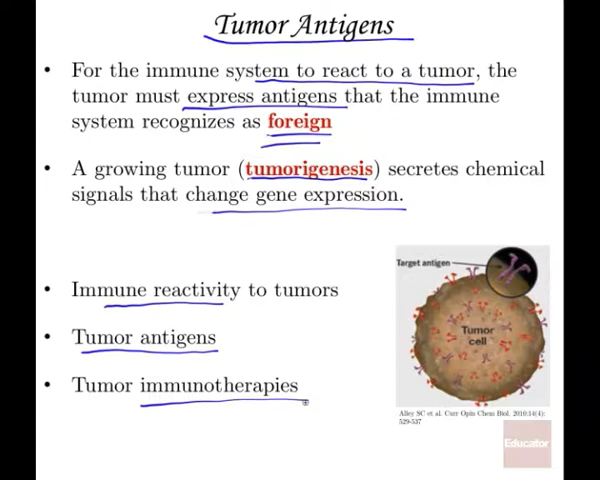 Tumor Antigens
• For the immune system to react to a tumor, the
tumor must express antigens that the immune
system recognizes as foreign
• A growing tumor (tumorigenesis) secretes chemical
signals that change gene expression.
• Immune reactivity to tumors
• Tumor antigens
• Tumor immunotherapies
Target antigen
Tumor
cell
Alley SC et al. Curr Opin Chem Biol. 2010;14(4):
529-537
Educator